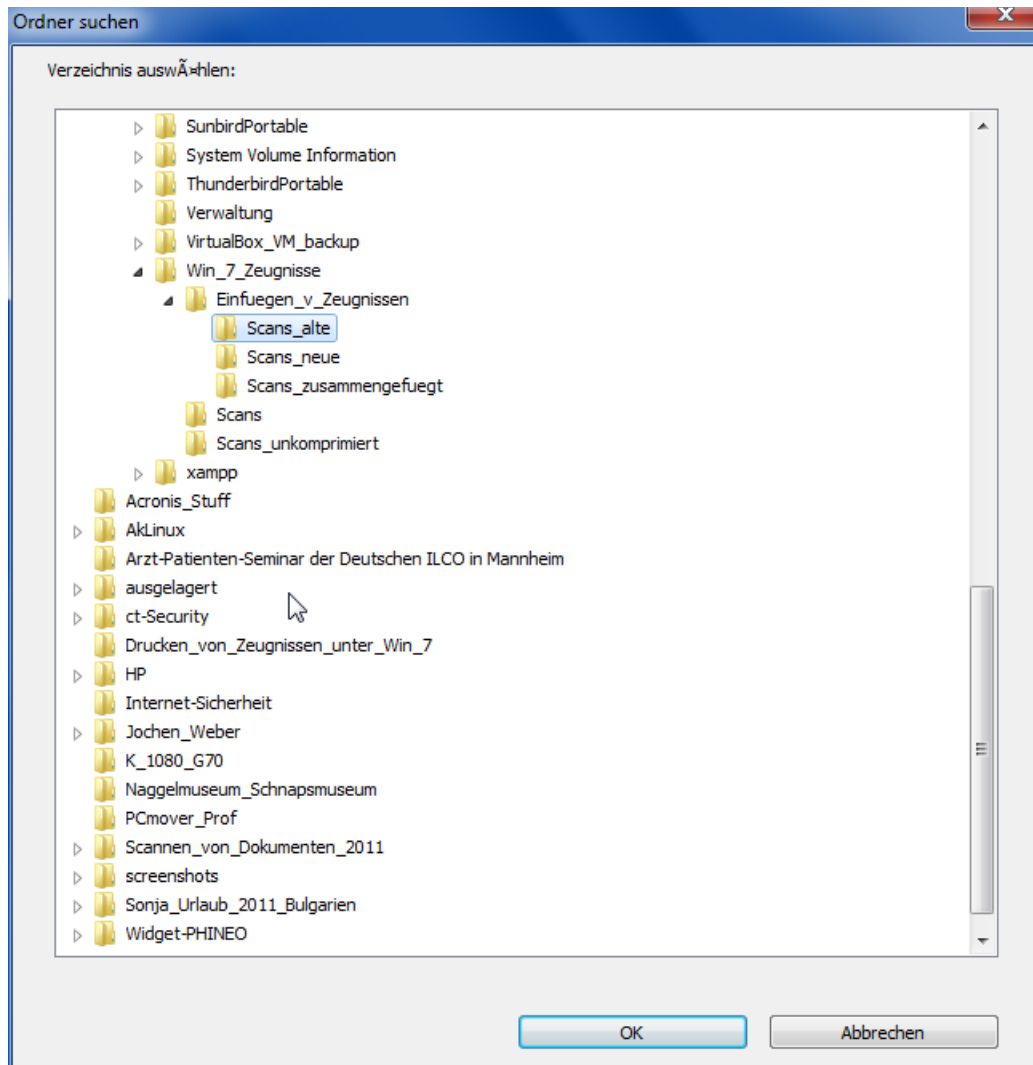 Ordner suchen
Verzeichnis auswÃ¤hlen:
SunbirdPortable
System Volume Information
ThunderbirdPortable
Verwaltung
VirtualBox_VM_backup
Win_7_Zeugnisse
Einfuegen_v_Zeugnissen
Scans_alte
Scans_neue
Scans_zusammengefuegt
Scans
Scans_unkomprimiert
xampp
Acronis_Stuff
AkLinux
Arzt-Patienten-Seminar der Deutschen ILCO in Mannheim
ausgelagert
ct-Security
Drucken_von_Zeugnissen_unter_Win_7
HP
Internet-Sicherheit
Jochen_Weber
K_1080_G70
Naggelmuseum_Schnapsmuseum
PCmover_Prof
Scannen_von_Dokumenten_2011
screenshots
Sonja_Urlaub_2011_Bulgarien
Widget-PHINEO
OK Abbrechen